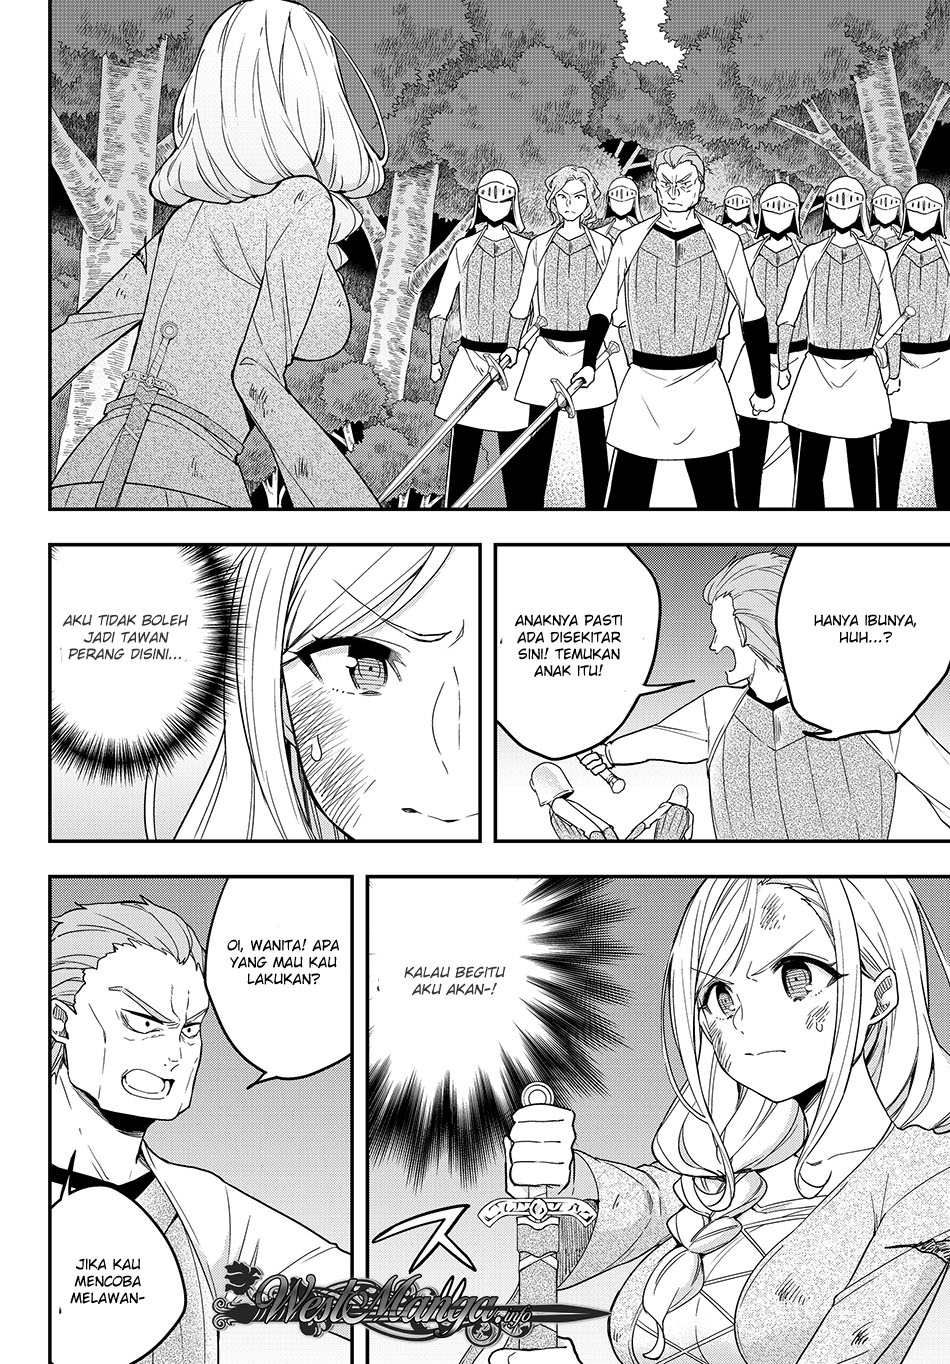 HANYA IBUNYA,
HUH...?
ANAKNYA PASTI
ADA DISEKITAR
SINI! TEMUKAN
ANAK ITU!
AKU TIDAK BOLEH
JADI TAWAN
PERANG DISINI...
KALAU BEGITU
AKU AKAN-!
OI, WANITA! APA
YANG MAU KAU
LAKUKAN?
JIKA KAU
MENCOBA
MELAWAN-
WestManga.info